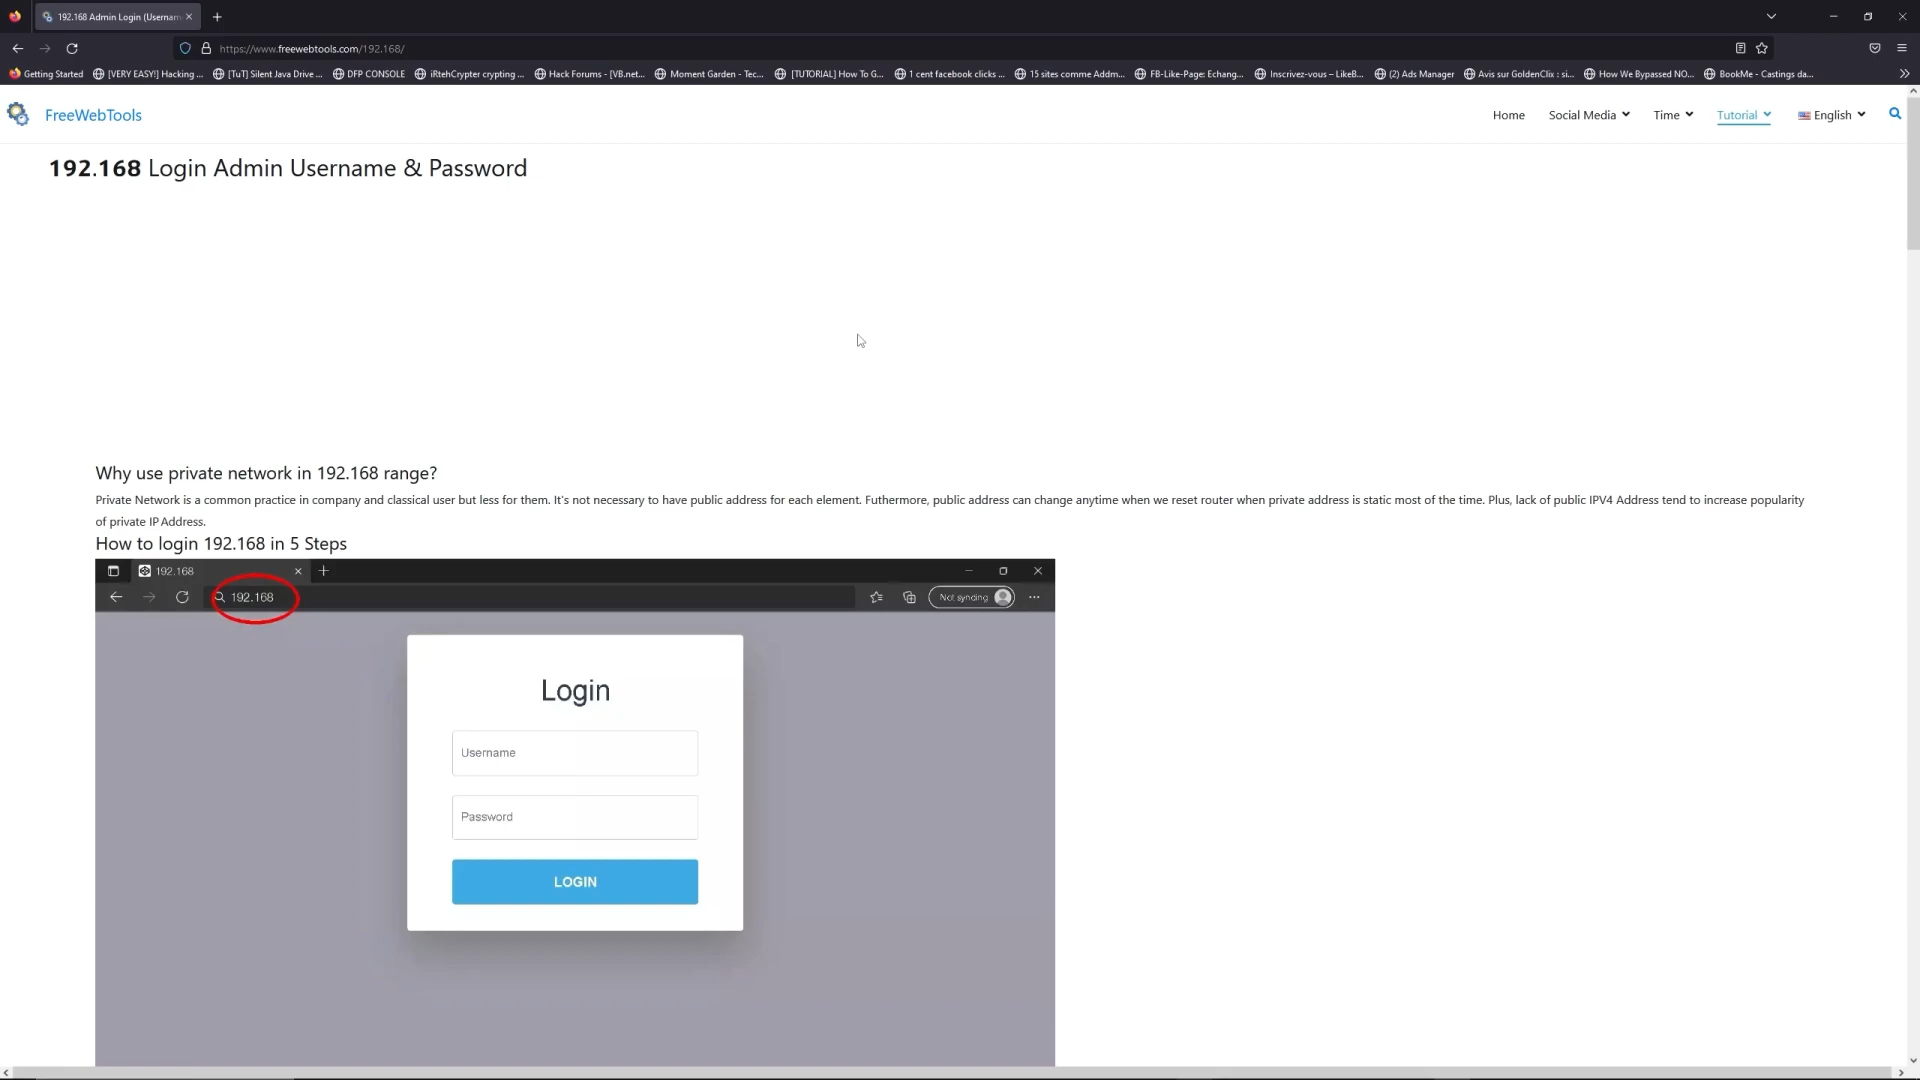 192.168 Admin Login (Usernam
https://www.freewebtools.com/192.168/
Getting Started
[VERY EASY!] Hacking ...
[TuT] Silent Java Drive ...
DFP CONSOLE
iRtehCrypter crypting ...
Hack Forums - [VB.net...
Moment Garden - Tec...
[TUTORIAL] How To G...
1 cent facebook clicks ...
15 sites comme Addm...
FB-Like-Page: Echang...
Inscrivez-vous – LikeB...
(2) Ads Manager
Avis sur GoldenClix : si...
How We Bypassed NO...
BookMe - Castings da...
FreeWebTools
Home
Social Media
Time
Tutorial
English
192.168 Login Admin Username & Password
Why use private network in 192.168 range?
Private Network is a common practice in company and classical user but less for them. It's not necessary to have public address for each element. Futhermore, public address can change anytime when we reset router when private address is static most of the time. Plus, lack of public IPV4 Address tend to increase popularity
of private IP Address.
How to login 192.168 in 5 Steps
192.168
192.168
Not syncing
Login
Username
Password
LOGIN